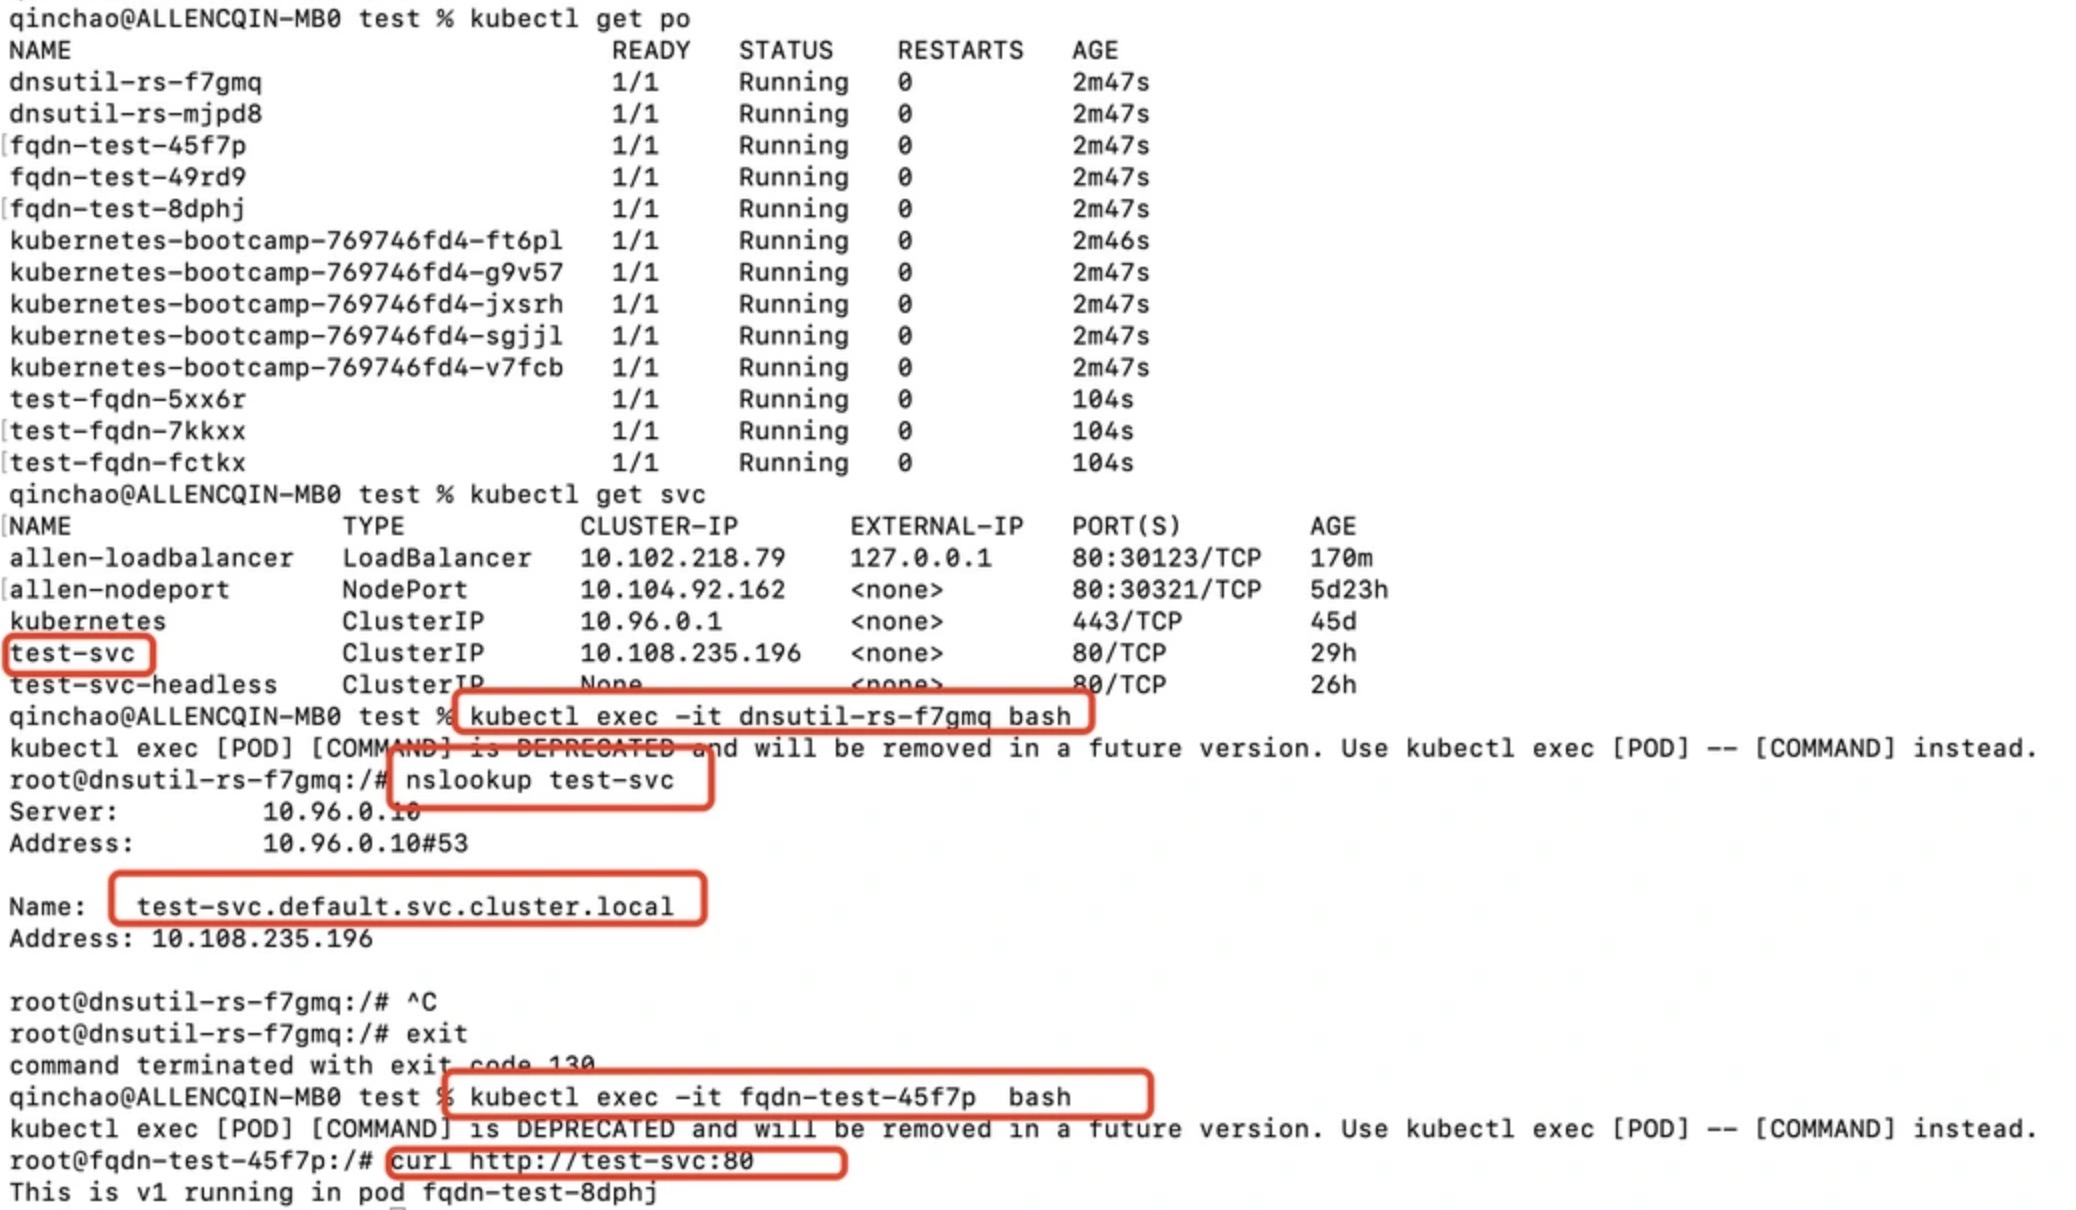 qinchao@ALLENCQIN-MB0 test % kubectl get po
NAME READY STATUS RESTARTS AGE
dnsutil-rs-f7gmq 1/1 Running 0 2m47s
dnsutil-rs-mjpd8 1/1 Running 0 2m47s
[fqdn-test-45f7p 1/1 Running 0 2m47s
fqdn-test-49rd9 1/1 Running 0 2m47s
[fqdn-test-8dphj 1/1 Running 0 2m47s
kubernetes-bootcamp-769746fd4-ft6pl 1/1 Running 0 2m46s
kubernetes-bootcamp-769746fd4-g9v57 1/1 Running 0 2m47s
kubernetes-bootcamp-769746fd4-jxsrh 1/1 Running 0 2m47s
kubernetes-bootcamp-769746fd4-sgjjl 1/1 Running 0 2m47s
kubernetes-bootcamp-769746fd4-v7fcb 1/1 Running 0 2m47s
test-fqdn-5xx6r 1/1 Running 0 104s
[test-fqdn-7kkxx 1/1 Running 0 104s
[test-fqdn-fctkx 1/1 Running 0 104s
qinchao@ALLENCQIN-MB0 test % kubectl get svc
[NAME TYPE CLUSTER-IP EXTERNAL-IP PORT(S) AGE
allen-loadbalancer LoadBalancer 10.102.218.79 127.0.0.1 80:30123/TCP 170m
[allen-nodeport NodePort 10.104.92.162 <none> 80:30321/TCP 5d23h
kubernetes ClusterIP 10.96.0.1 <none> 443/TCP 45d
test-svc ClusterIP 10.108.235.196 <none> 80/TCP 29h
test-svc-headless ClusterIP None <none> 80/TCP 26h
qinchao@ALLENCQIN-MB0 test % kubectl exec -it dnsutil-rs-f7gmq bash
kubectl exec [POD] [COMMAND] is DEPRECATED and will be removed in a future version. Use kubectl exec [POD] -- [COMMAND] instead.
root@dnsutil-rs-f7gmq:/# nslookup test-svc
Server: 10.96.0.10
Address: 10.96.0.10#53
Name: test-svc.default.svc.cluster.local
Address: 10.108.235.196
root@dnsutil-rs-f7gmq:/# ^C
root@dnsutil-rs-f7gmq:/# exit
command terminated with exit code 130
qinchao@ALLENCQIN-MB0 test % kubectl exec -it fqdn-test-45f7p  bash
kubectl exec [POD] [COMMAND] is DEPRECATED and will be removed in a future version. Use kubectl exec [POD] -- [COMMAND] instead.
root@fqdn-test-45f7p:/# curl http://test-svc:80
This is v1 running in pod fqdn-test-8dphj